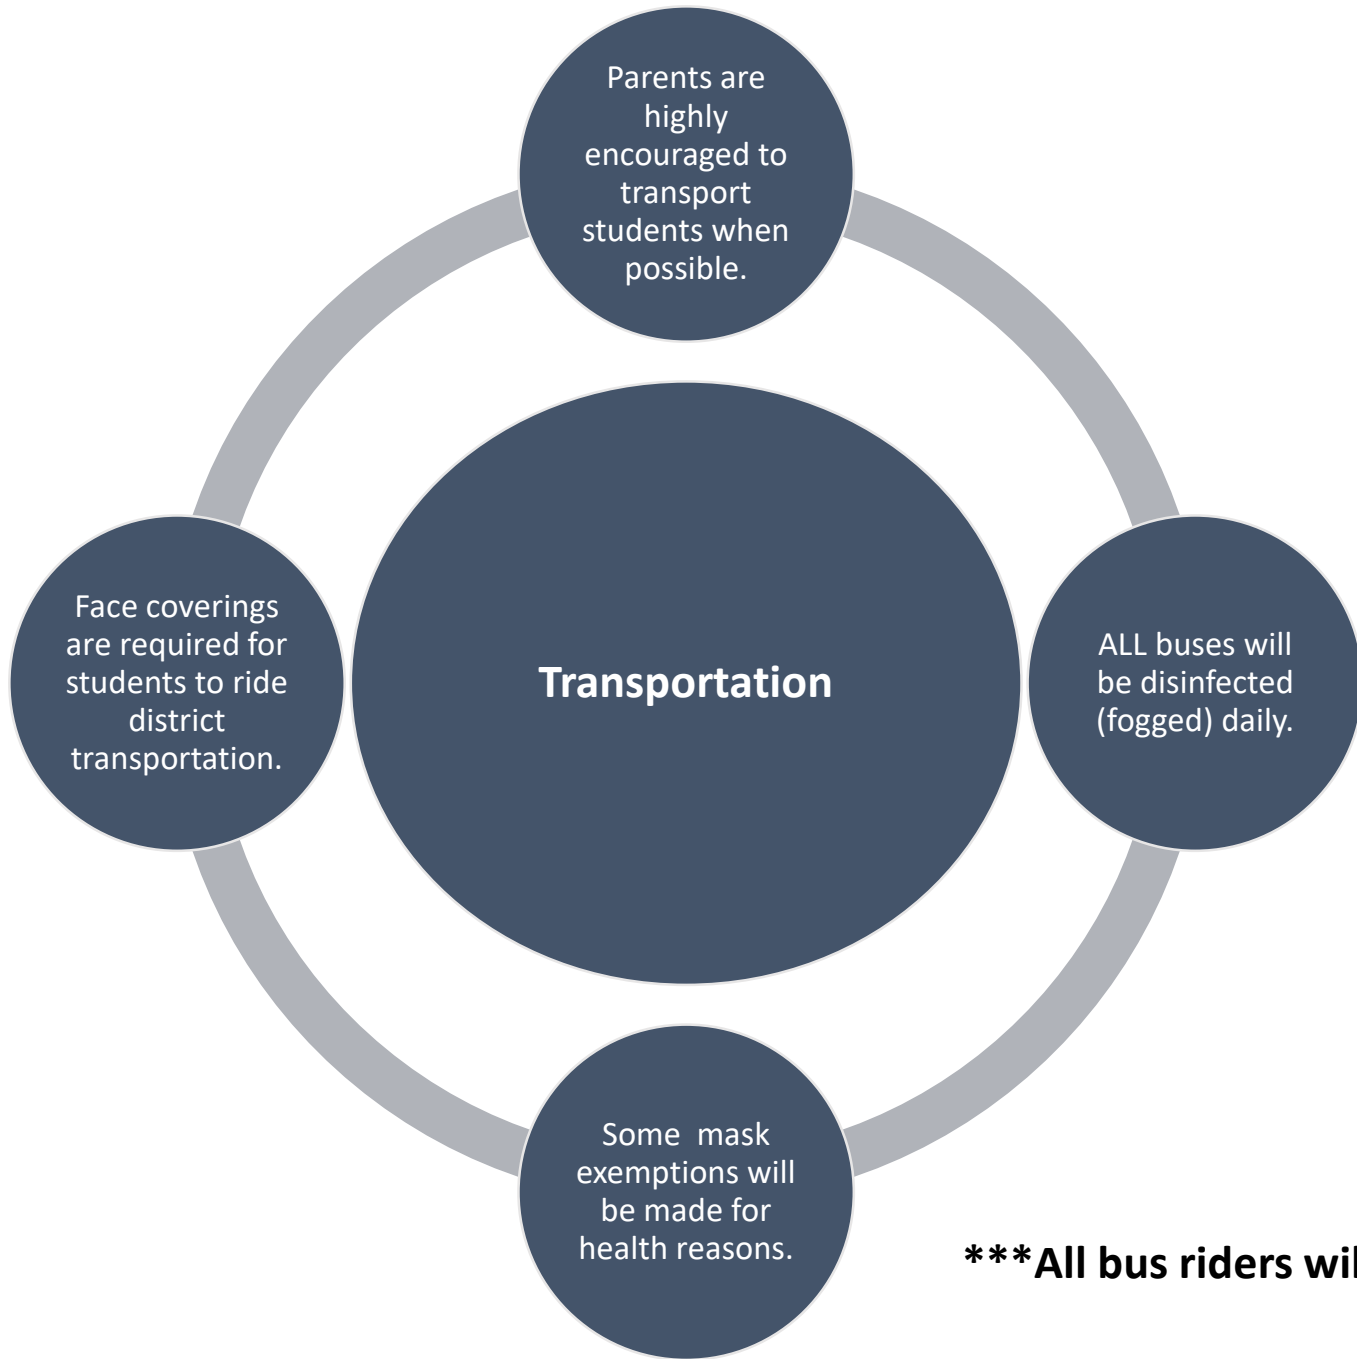 Parents are
highly
encouraged to
transport
students when
possible.
Face coverings
are required for
students to ride
district
transportation.
Transportation
ALL buses will
be disinfected
(fogged) daily.
Some  mask
exemptions will
be made for
health reasons.
***All bus riders